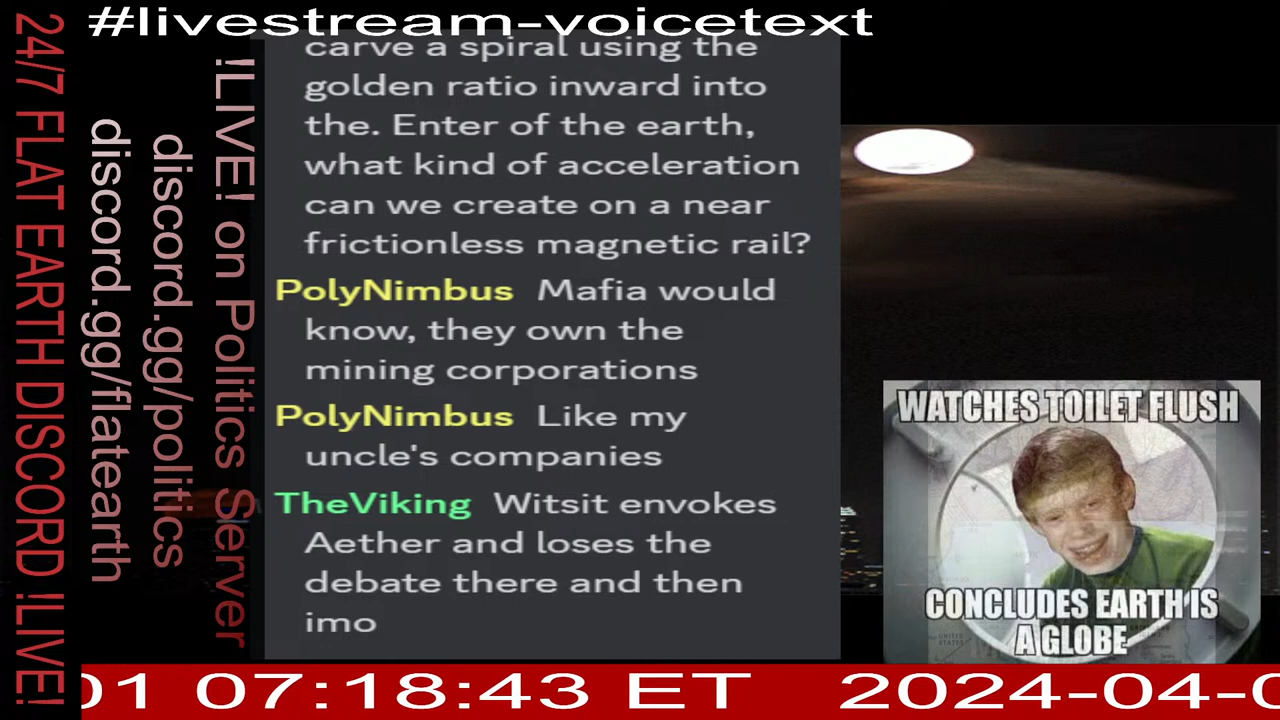 #livestream-voicetext
24/7 FLAT EARTH DISCORD !LIVE!
discord.gg/flatearth
discord.gg/politics
!LIVE! on Politics Server
carve a spiral using the
golden ratio inward into
the. Enter of the earth,
what kind of acceleration
can we create on a near
frictionless magnetic rail?
PolyNimbus Mafia would
know, they own the
mining corporations
PolyNimbus Like my
uncle's companies
TheViking Witsit envokes
Aether and loses the
debate there and then
imo
WATCHES TOILET FLUSH
CONCLUDES EARTH IS
A GLOBE
UNITED
STATES
01 07:18:43 ET 2024-04-0